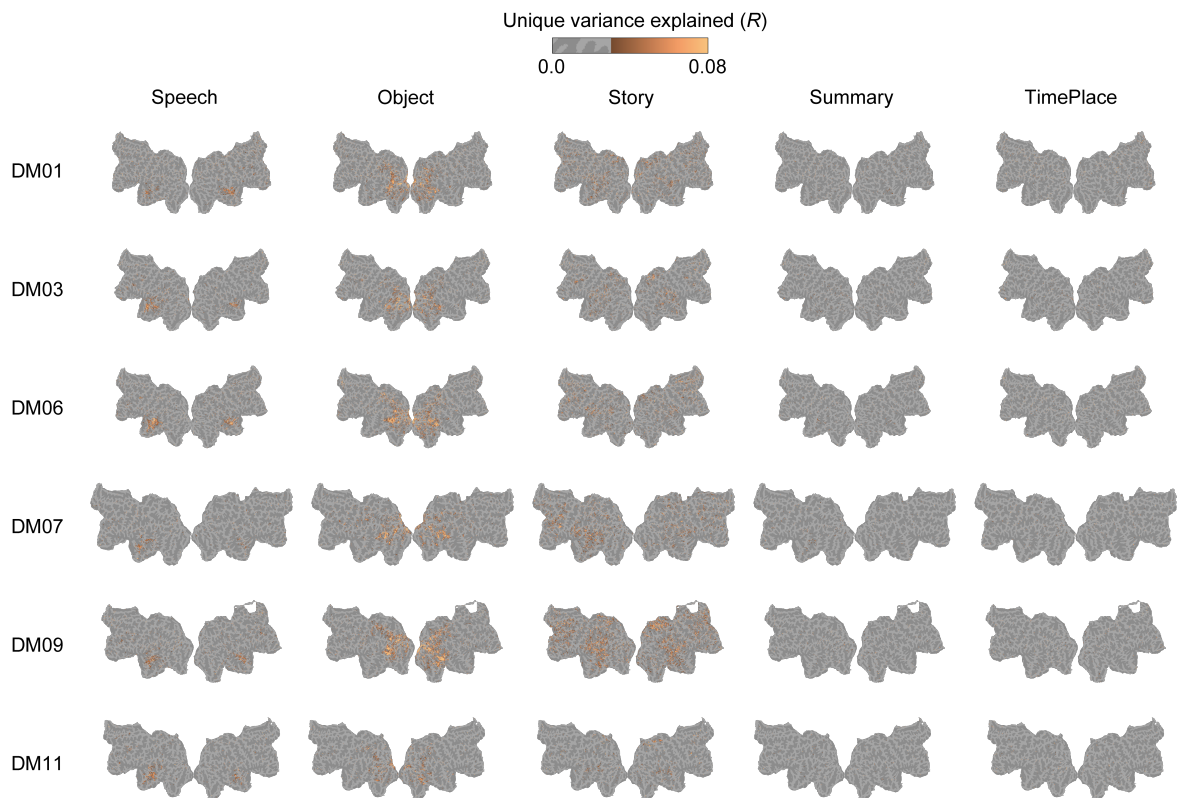 Unique variance explained (R)
0.0 0.08
Speech Object Story Summary TimePlace
DM01
DM03
DM06
DM07
DM09
DM11